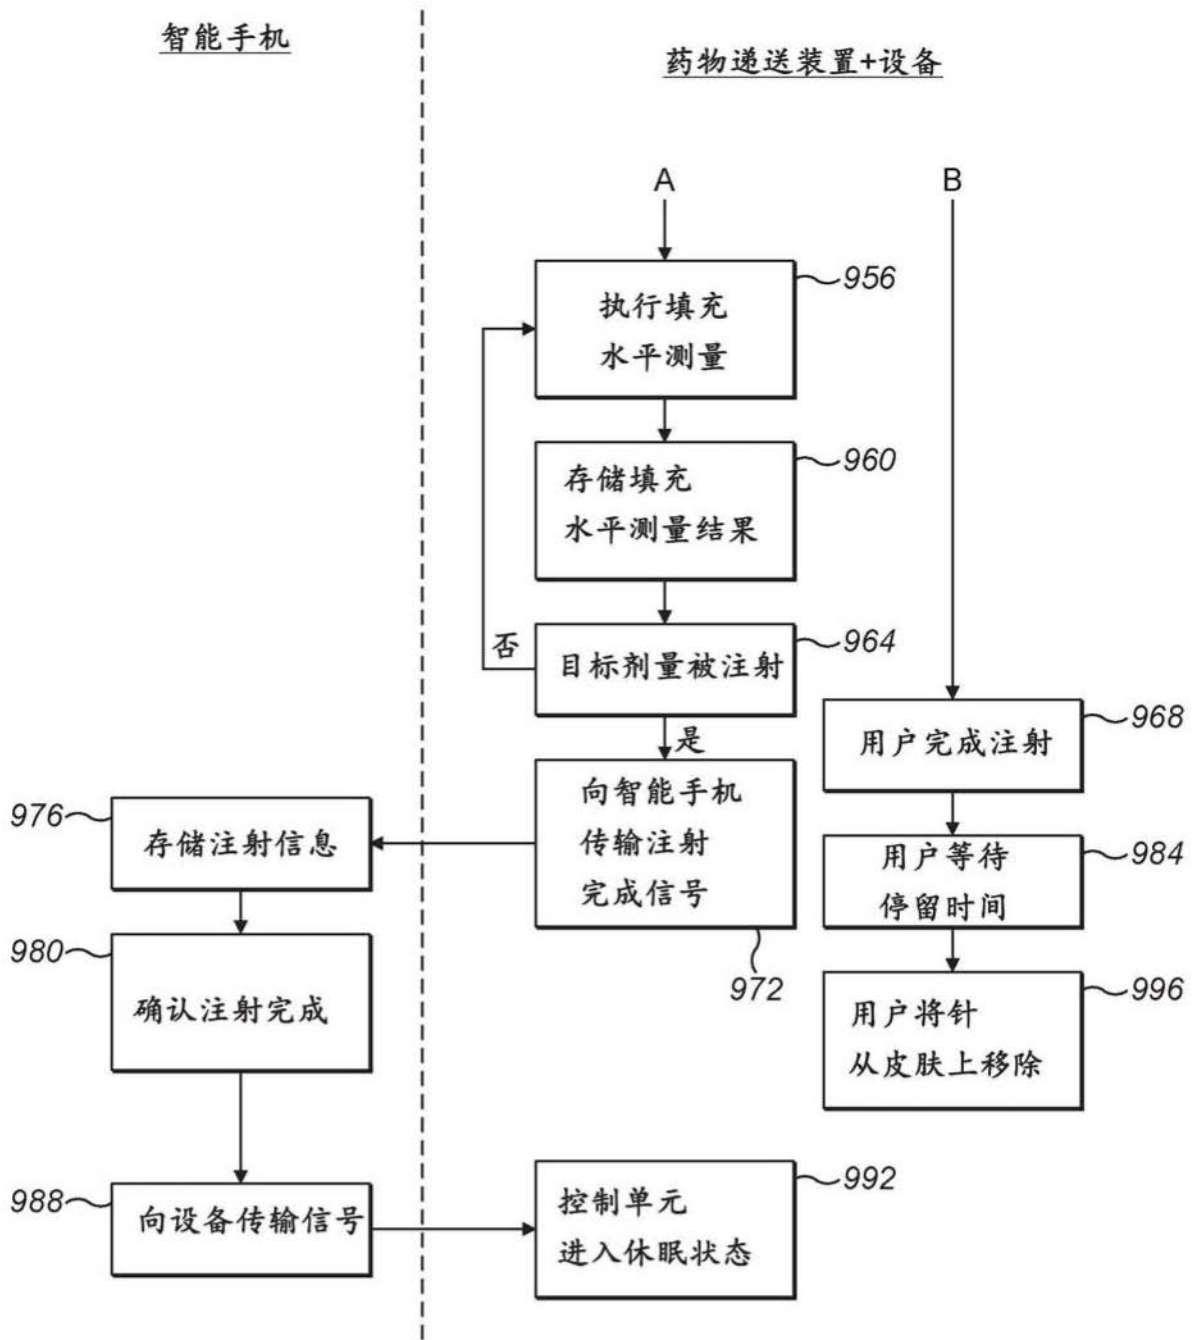 智能手机
药物递送装置+设备
A
B
956
执行填充
水平测量
960
存储填充
水平测量结果
否
964
目标剂量被注射
968
用户完成注射
是
976
存储注射信息
向智能手机
传输注射
完成信号
972
984
用户等待
停留时间
980
确认注射完成
996
用户将针
从皮肤上移除
988
向设备传输信号
992
控制单元
进入休眠状态